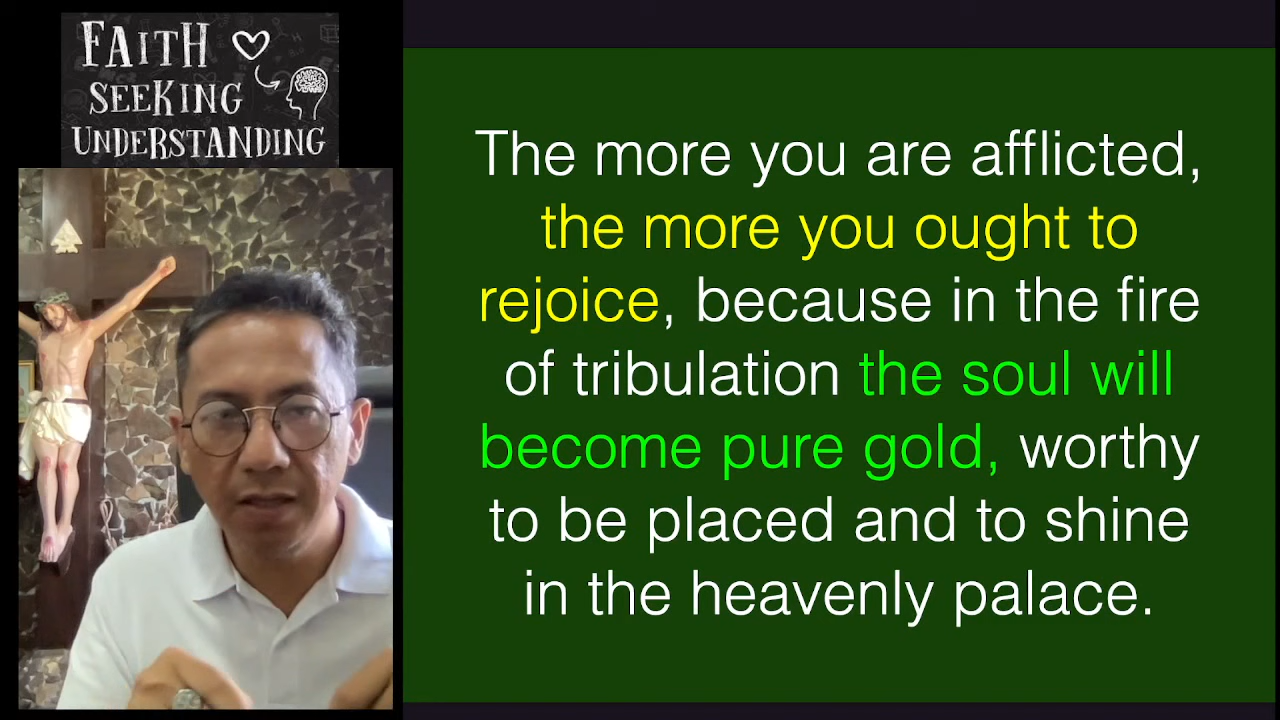 FAITH
SEEKING
UNDERSTANDING
The more you are afflicted,
the more you ought to
rejoice, because in the fire
of tribulation the soul will
become pure gold, worthy
to be placed and to shine
in the heavenly palace.